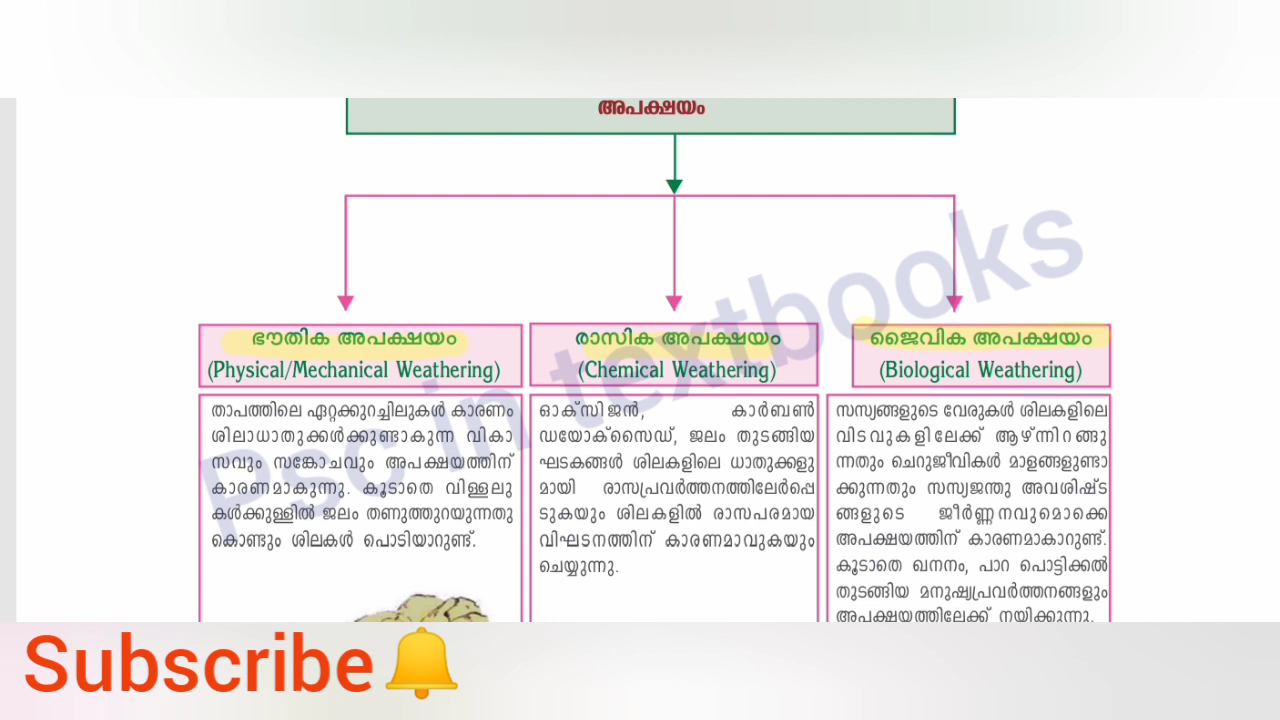 അപക്ഷയം
ഭൗതിക അപക്ഷയം
(Physical/Mechanical Weathering)
താപത്തിലെ ഏറ്റക്കുറച്ചിലുകൾ കാരണം
ശിലാധാതുക്കൾക്കുണ്ടാകുന്ന വികാ
സവും സങ്കോചവും അപക്ഷയത്തിന്
കാരണമാകുന്നു. കൂടാതെ വിള്ളലു
കൾക്കുള്ളിൽ ജലം തണുത്തുറയുന്നതു
കൊണ്ടും ശിലകൾ പൊടിയാറുണ്ട്.
രാസിക അപക്ഷയം
(Chemical Weathering)
ഓക്സിജൻ, കാർബൺ
ഡയോക്സൈഡ്, ജലം തുടങ്ങിയ
ഘടകങ്ങൾ ശിലകളിലെ ധാതുക്കളു
മായി രാസപ്രവർത്തനത്തിലേർപ്പെ
ടുകയും ശിലകളിൽ രാസപരമായ
വിഘടനത്തിന് കാരണമാവുകയും
ചെയ്യുന്നു.
ജൈവിക അപക്ഷയം
(Biological Weathering)
സസ്യങ്ങളുടെ വേരുകൾ ശിലകളിലെ
വിടവുകളിലേക്ക് ആഴ്ന്നിറങ്ങു
ന്നതും ചെറുജീവികൾ മാളങ്ങളുണ്ടാ
ക്കുന്നതും സസ്യജന്തു അവശിഷ്ട
ങ്ങളുടെ ജീർണ്ണനവുമൊക്കെ
അപക്ഷയത്തിന് കാരണമാകാറുണ്ട്.
കൂടാതെ ഖനനം, പാറ പൊട്ടിക്കൽ
തുടങ്ങിയ മനുഷ്യപ്രവർത്തനങ്ങളും
അപക്ഷയത്തിലേക്ക് നയിക്കുന്നു.
Psc in textbooks
Subscribe